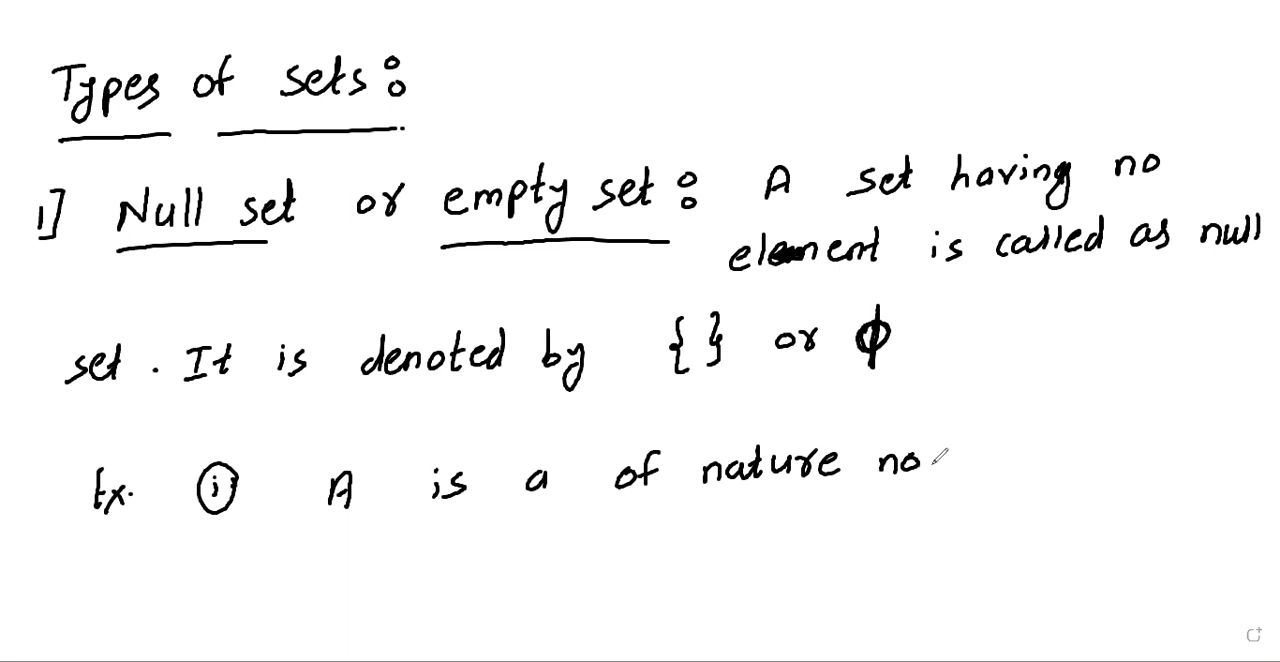 Types of sets:
1] Null set or empty set: A set having no
element is called as null
set. It is denoted by {} or ϕ
Ex. (i) A is a of nature no